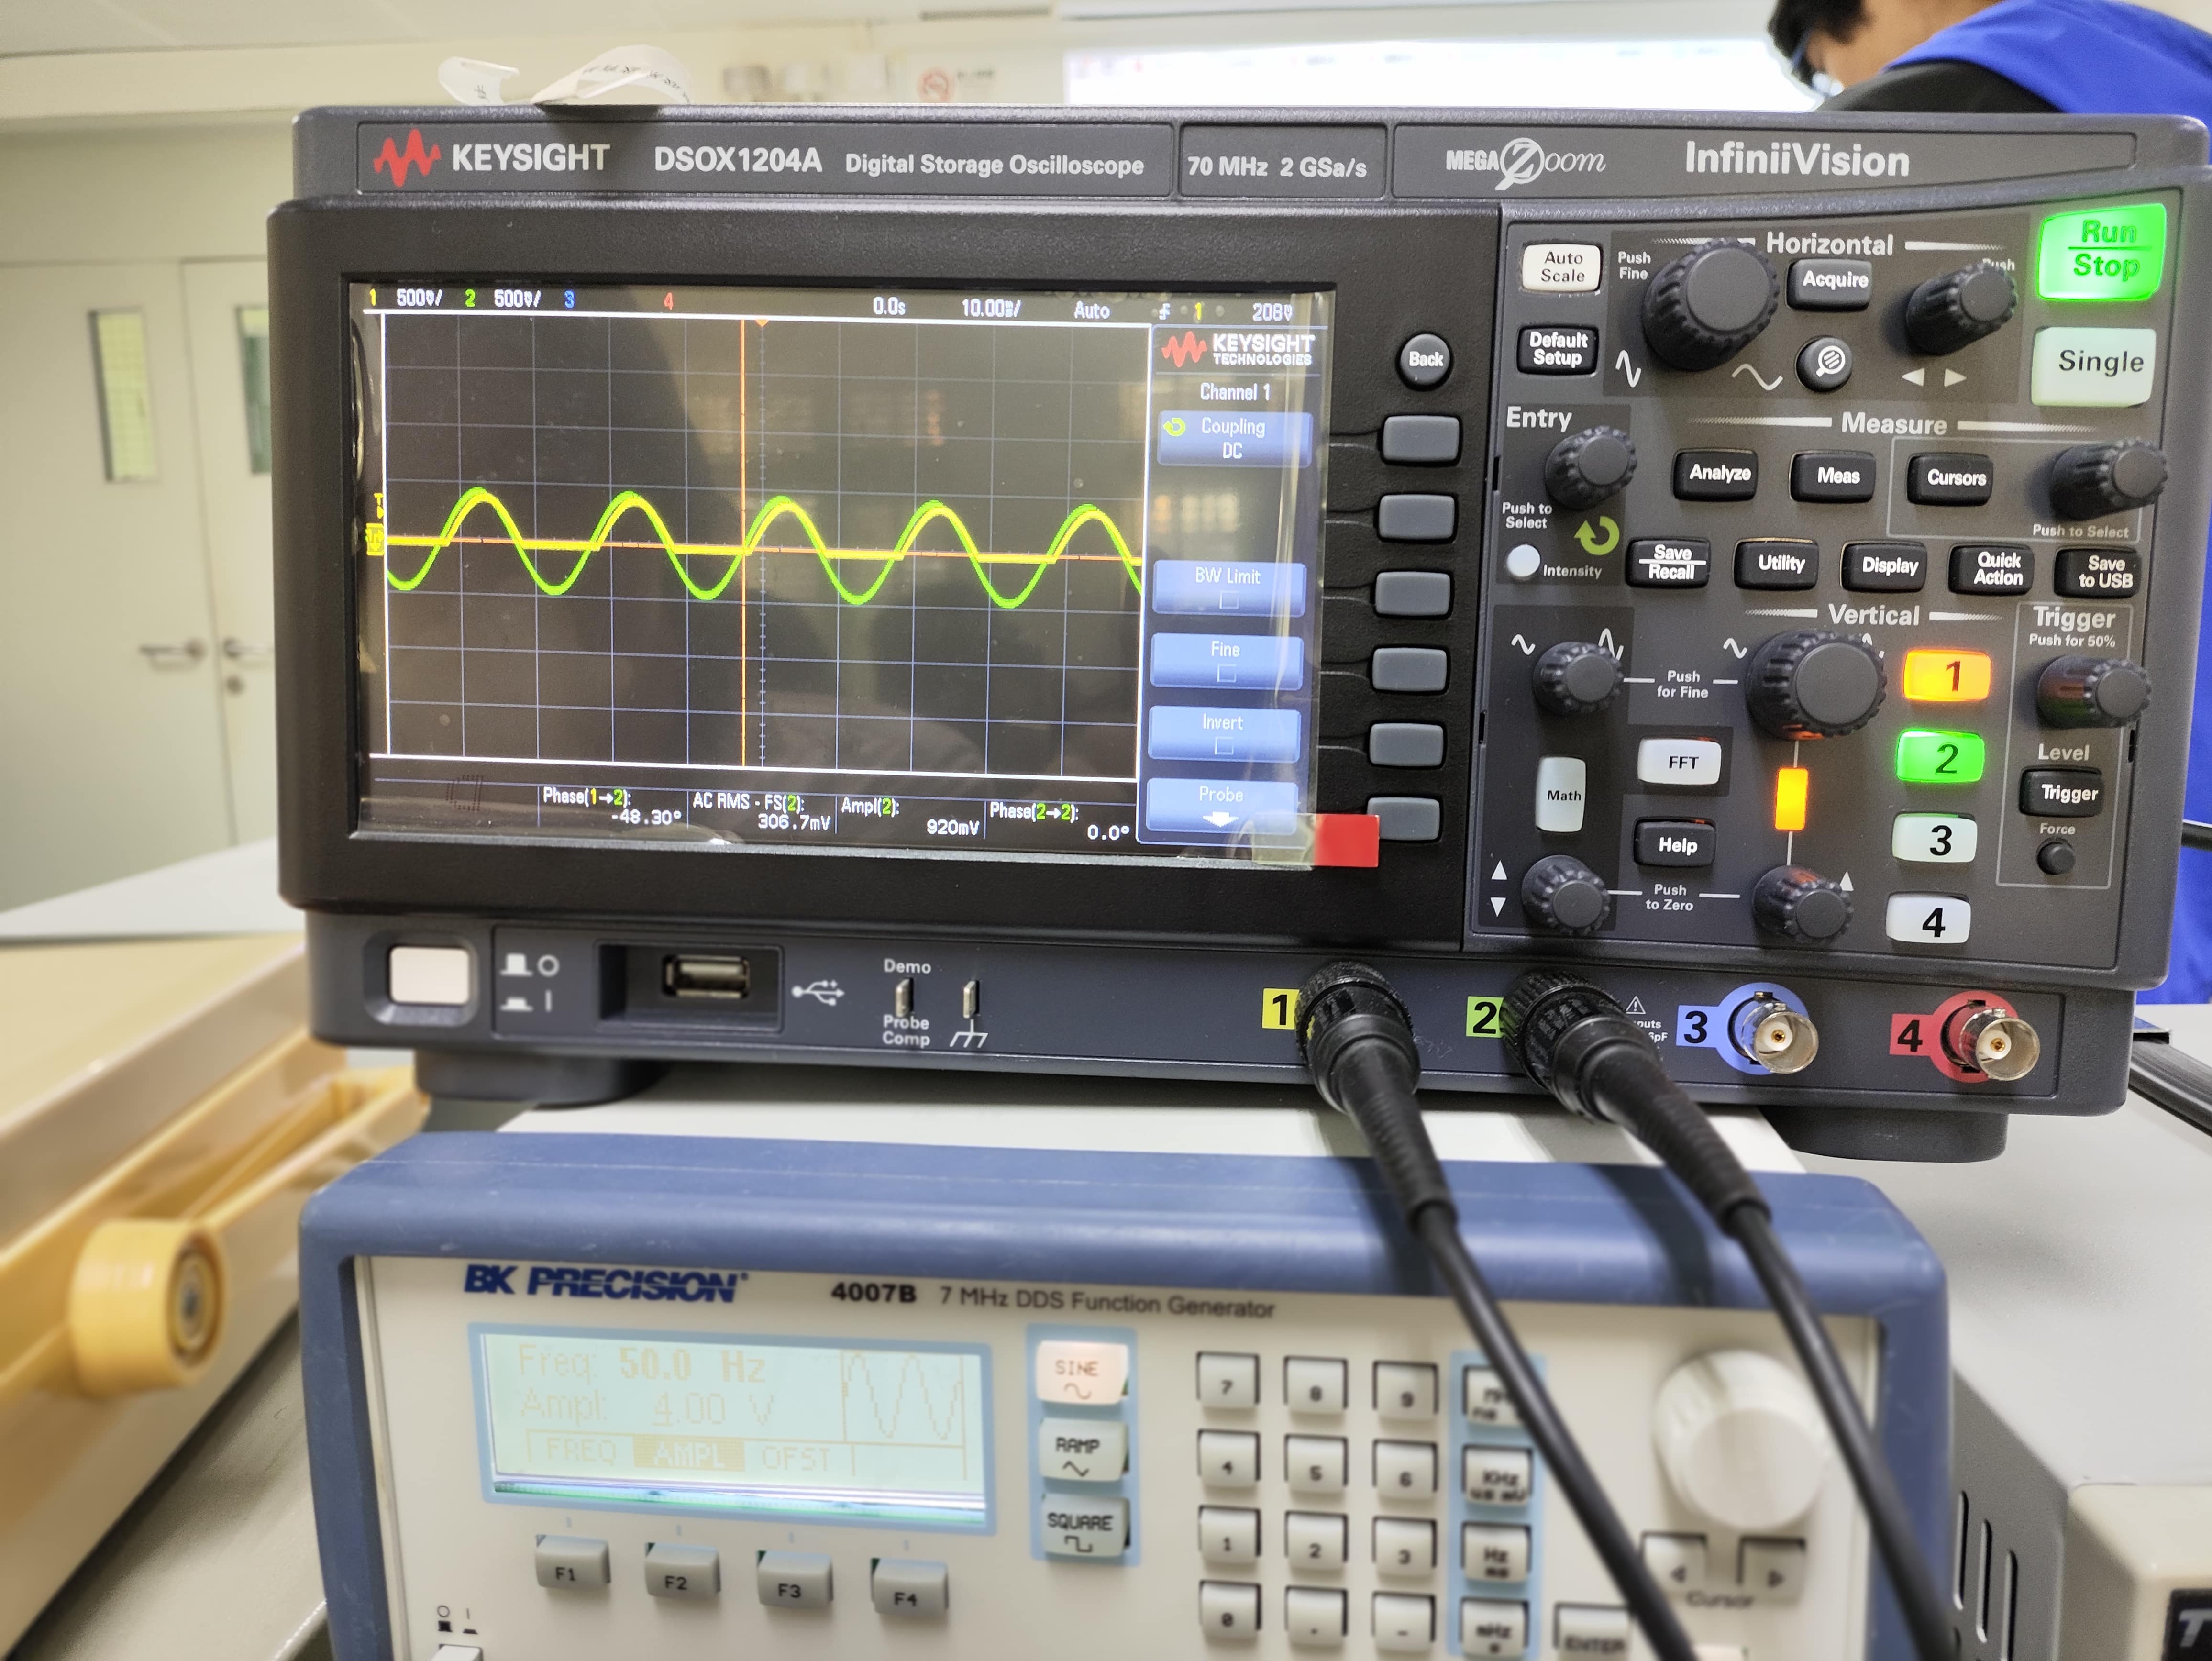 KEYSIGHT DSOX1204A Digital Storage Oscilloscope 70 MHz 2 GSa/s MEGA Zoom InfiniiVision
1 500V/ 2 500V/ 3 4 0.0s 10.00ms/ Auto 1 208V
KEYSIGHT
TECHNOLOGIES
Channel 1
Coupling
DC
BW Limit
Fine
Invert
Probe
Phase(1→2):
-48.30°
AC RMS - FS(2):
306.7mV
Ampl(2):
920mV
Phase(2→2):
0.0°
Back
Auto
Scale
Default
Setup
Push
Fine
Horizontal
Acquire
Push
Run
Stop
Single
Entry
Push to
Select
Intensity
Measure
Analyze
Meas
Cursors
Push to Select
Save
Recall
Utility
Display
Quick
Action
Save
to USB
Vertical
Push
for Fine
FFT
Math
Help
Push
to Zero
1
2
3
4
Trigger
Push for 50%
Level
Trigger
Force
Demo
Probe
Comp
1
2
3
4
BK PRECISION 4007B 7 MHz DDS Function Generator
Freq: 50.0 Hz
Ampl: 4.00 V
FREQ AMPL OFST
SINE
RAMP
SQUARE
F1 F2 F3 F4
7 8 9
4 5 6
KHz
1 2 3
Hz
0 . -
mHz
ENTER
Cursor